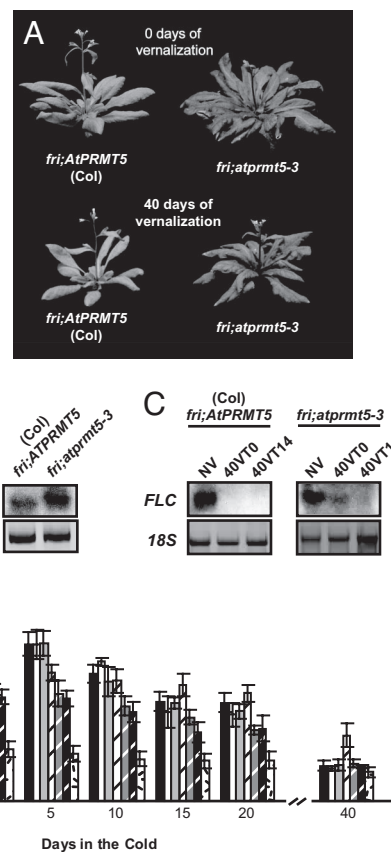 A
0 days of
vernalization
fri;AtPRMT5
(Col)
fri;atprmt5-3
40 days of
vernalization
fri;AtPRMT5
(Col)
fri;atprmt5-3
(Col)
fri;ATPRMT5
fri;atprmt5-3
C
(Col)
fri;AtPRMT5
fri;atprmt5-3
NV
40VT0
40VT14
NV
40VT0
40VT1
FLC
18S
5
10
15
20
40
Days in the Cold